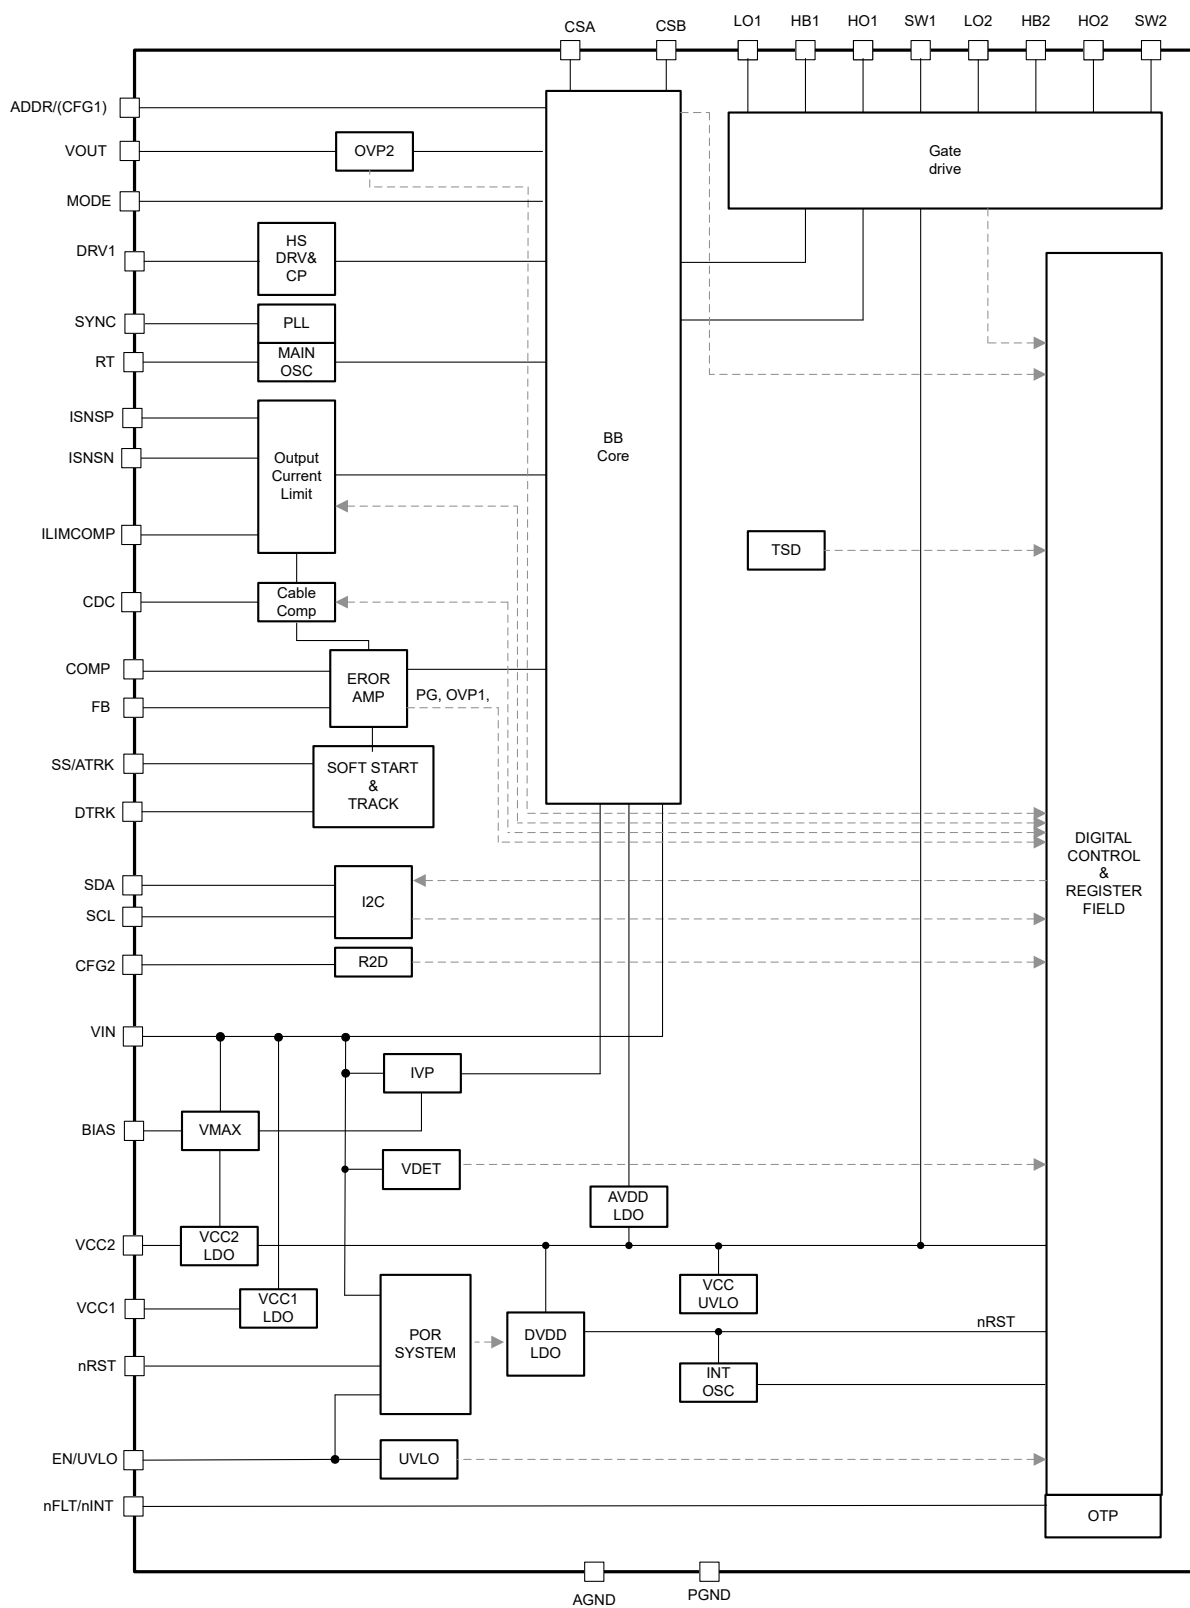 CSA
CSB
LO1
HB1
HO1
SW1
LO2
HB2
HO2
SW2
ADDR/(CFG1)
VOUT
OVP2
Gate
drive
MODE
DRV1
HS
DRV&
CP
SYNC
PLL
RT
MAIN
OSC
ISNSP
ISNSN
Output
Current
Limit
BB
Core
ILIMCOMP
TSD
CDC
Cable
Comp
COMP
EROR
AMP
PG, OVP1,
FB
SS/ATRK
SOFT START
&
TRACK
DTRK
DIGITAL
CONTROL
&
REGISTER
FIELD
SDA
I2C
SCL
CFG2
R2D
VIN
IVP
BIAS
VMAX
VDET
AVDD
LDO
VCC2
VCC2
LDO
VCC
UVLO
VCC1
VCC1
LDO
POR
SYSTEM
DVDD
LDO
nRST
nRST
INT
OSC
EN/UVLO
UVLO
nFLT/nINT
OTP
AGND
PGND